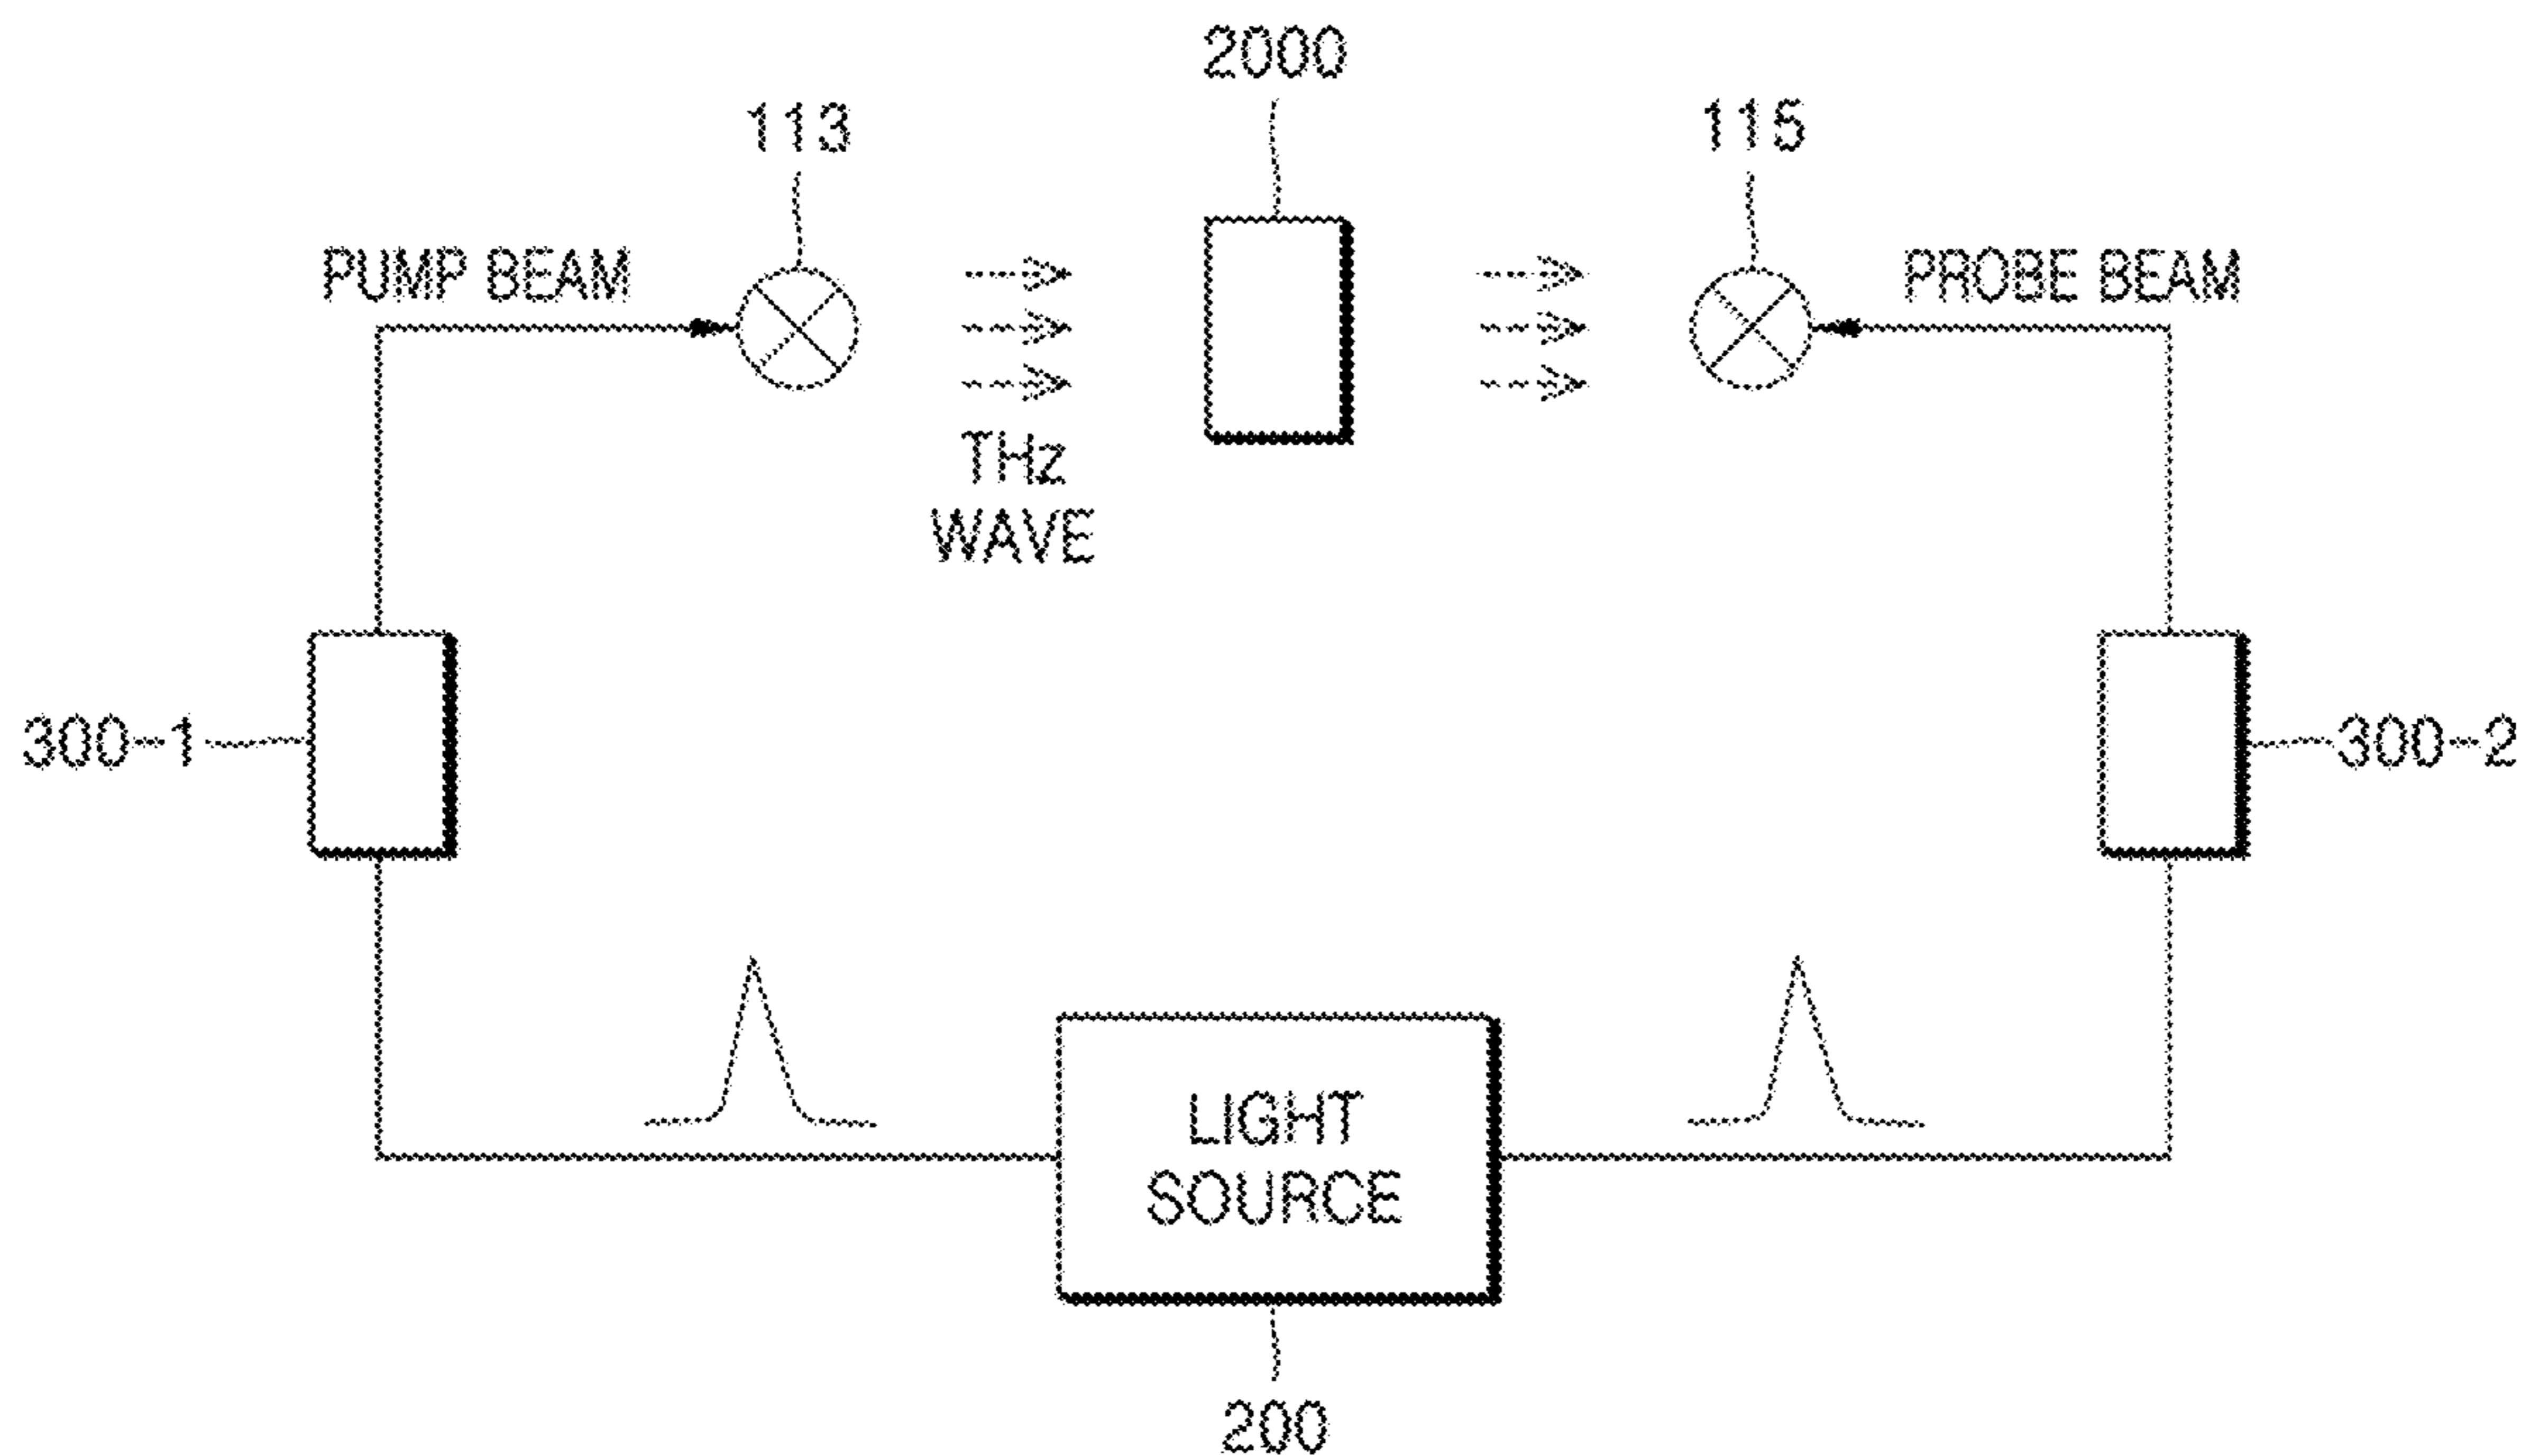 2000
113
115
PUMP BEAM
PROBE BEAM
THz
WAVE
300-1
300-2
LIGHT
SOURCE
200